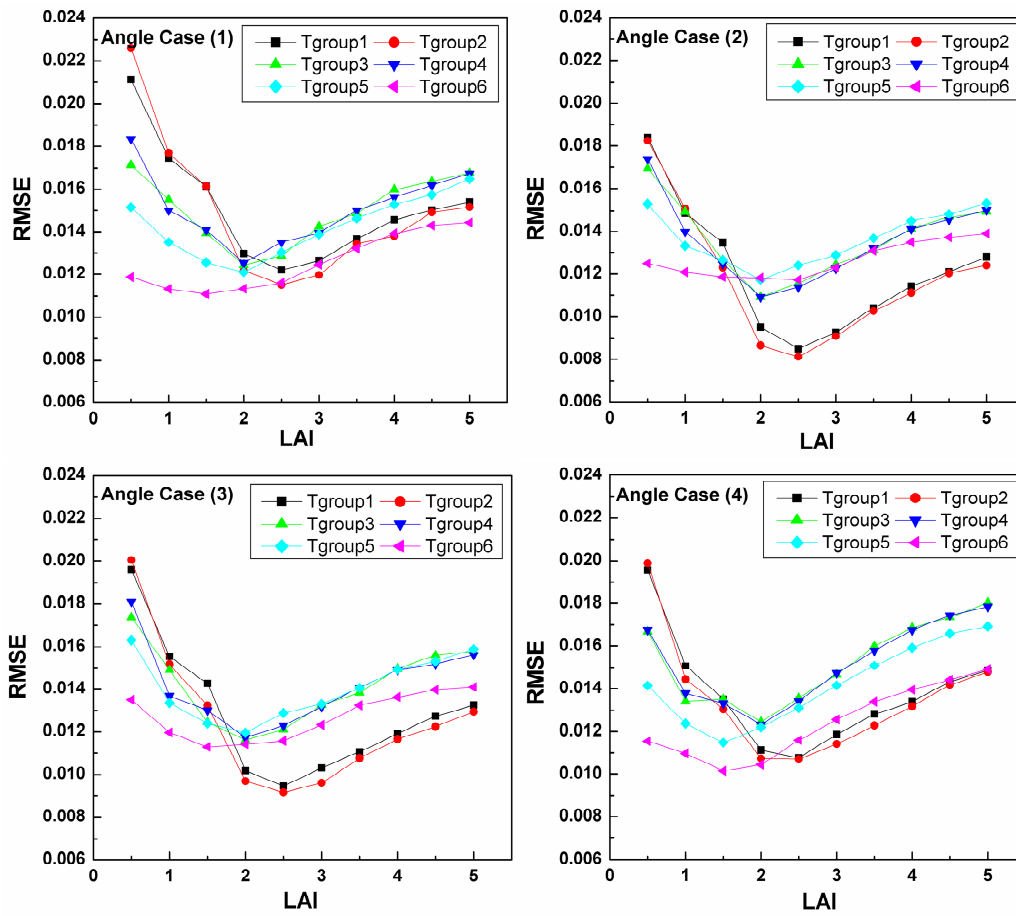 Angle Case (1)
Tgroup1 Tgroup2
Tgroup3 Tgroup4
Tgroup5 Tgroup6
0.024
0.022
0.020
0.018
0.016
0.014
0.012
0.010
0.008
0.006
RMSE
0 1 2 3 4 5
LAI
Angle Case (2)
Tgroup1 Tgroup2
Tgroup3 Tgroup4
Tgroup5 Tgroup6
0.024
0.022
0.020
0.018
0.016
0.014
0.012
0.010
0.008
0.006
RMSE
0 1 2 3 4 5
LAI
Angle Case (3)
Tgroup1 Tgroup2
Tgroup3 Tgroup4
Tgroup5 Tgroup6
0.024
0.022
0.020
0.018
0.016
0.014
0.012
0.010
0.008
0.006
RMSE
0 1 2 3 4 5
LAI
Angle Case (4)
Tgroup1 Tgroup2
Tgroup3 Tgroup4
Tgroup5 Tgroup6
0.024
0.022
0.020
0.018
0.016
0.014
0.012
0.010
0.008
0.006
RMSE
0 1 2 3 4 5
LAI